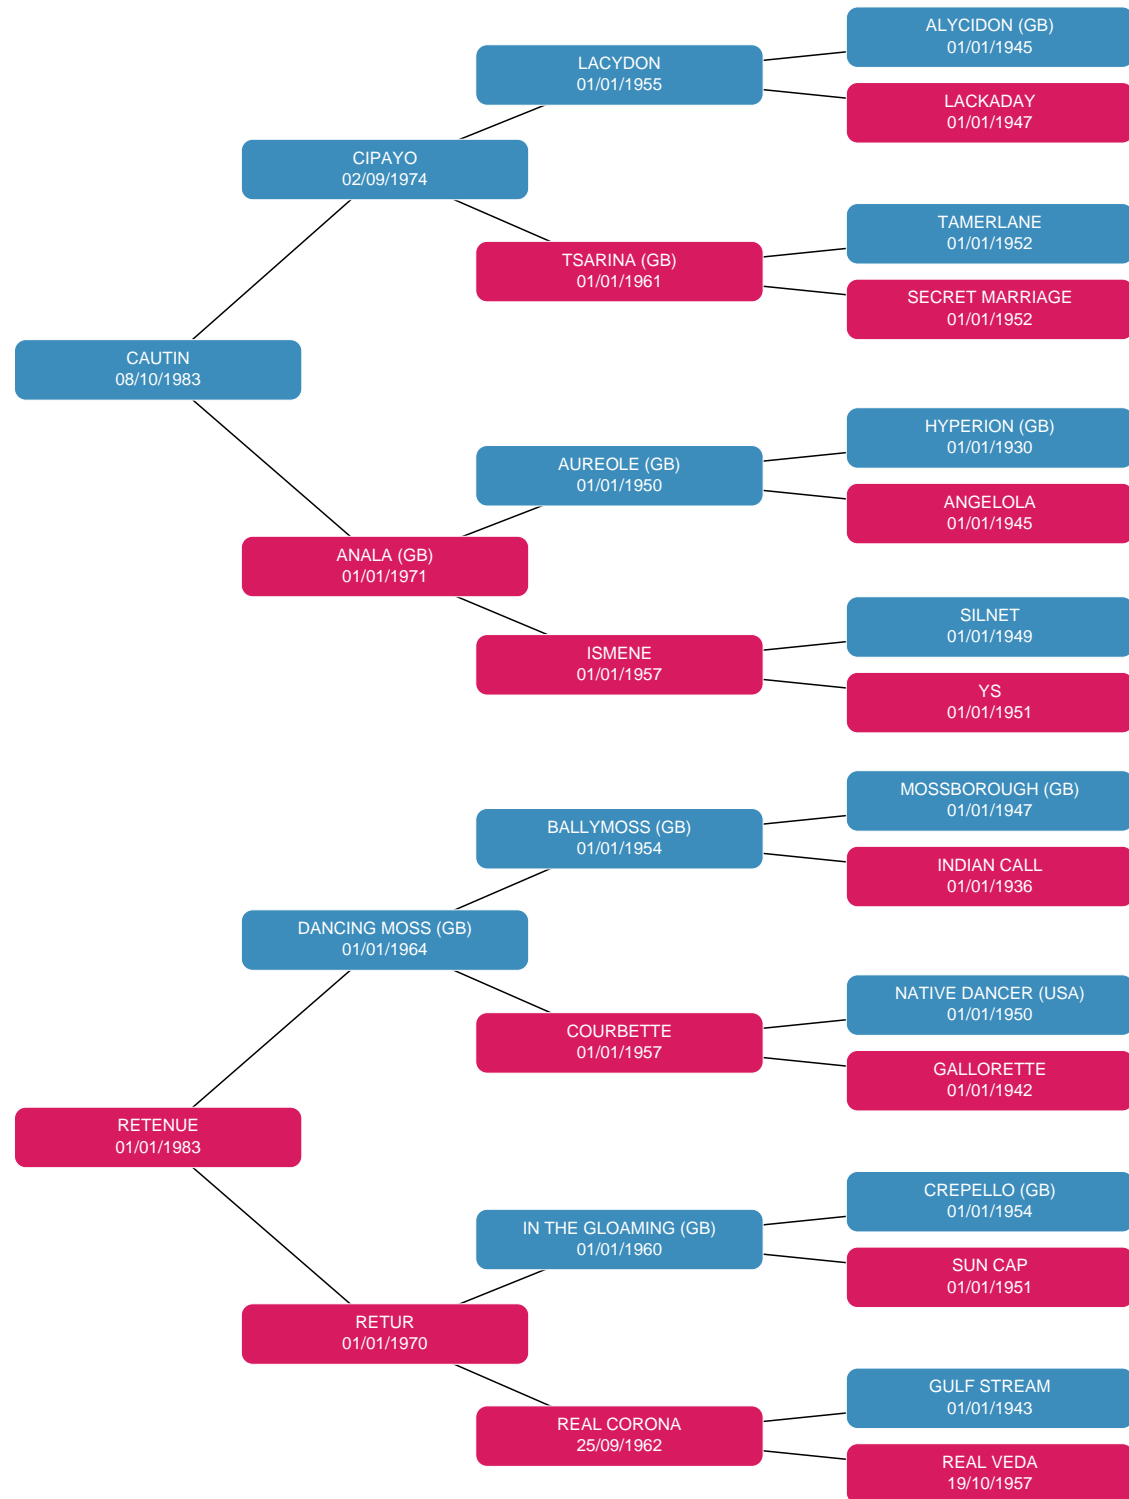 ALYCIDON (GB)
01/01/1945
LACYDON
01/01/1955
LACKADAY
01/01/1947
CIPAYO
02/09/1974
TAMERLANE
01/01/1952
TSARINA (GB)
01/01/1961
SECRET MARRIAGE
01/01/1952
CAUTIN
08/10/1983
HYPERION (GB)
01/01/1930
AUREOLE (GB)
01/01/1950
ANGELOLA
01/01/1945
ANALA (GB)
01/01/1971
SILNET
01/01/1949
ISMENE
01/01/1957
YS
01/01/1951
MOSSBOROUGH (GB)
01/01/1947
BALLYMOSS (GB)
01/01/1954
INDIAN CALL
01/01/1936
DANCING MOSS (GB)
01/01/1964
NATIVE DANCER (USA)
01/01/1950
COURBETTE
01/01/1957
GALLORETTE
01/01/1942
RETENUE
01/01/1983
CREPELLO (GB)
01/01/1954
IN THE GLOAMING (GB)
01/01/1960
SUN CAP
01/01/1951
RETUR
01/01/1970
GULF STREAM
01/01/1943
REAL CORONA
25/09/1962
REAL VEDA
19/10/1957